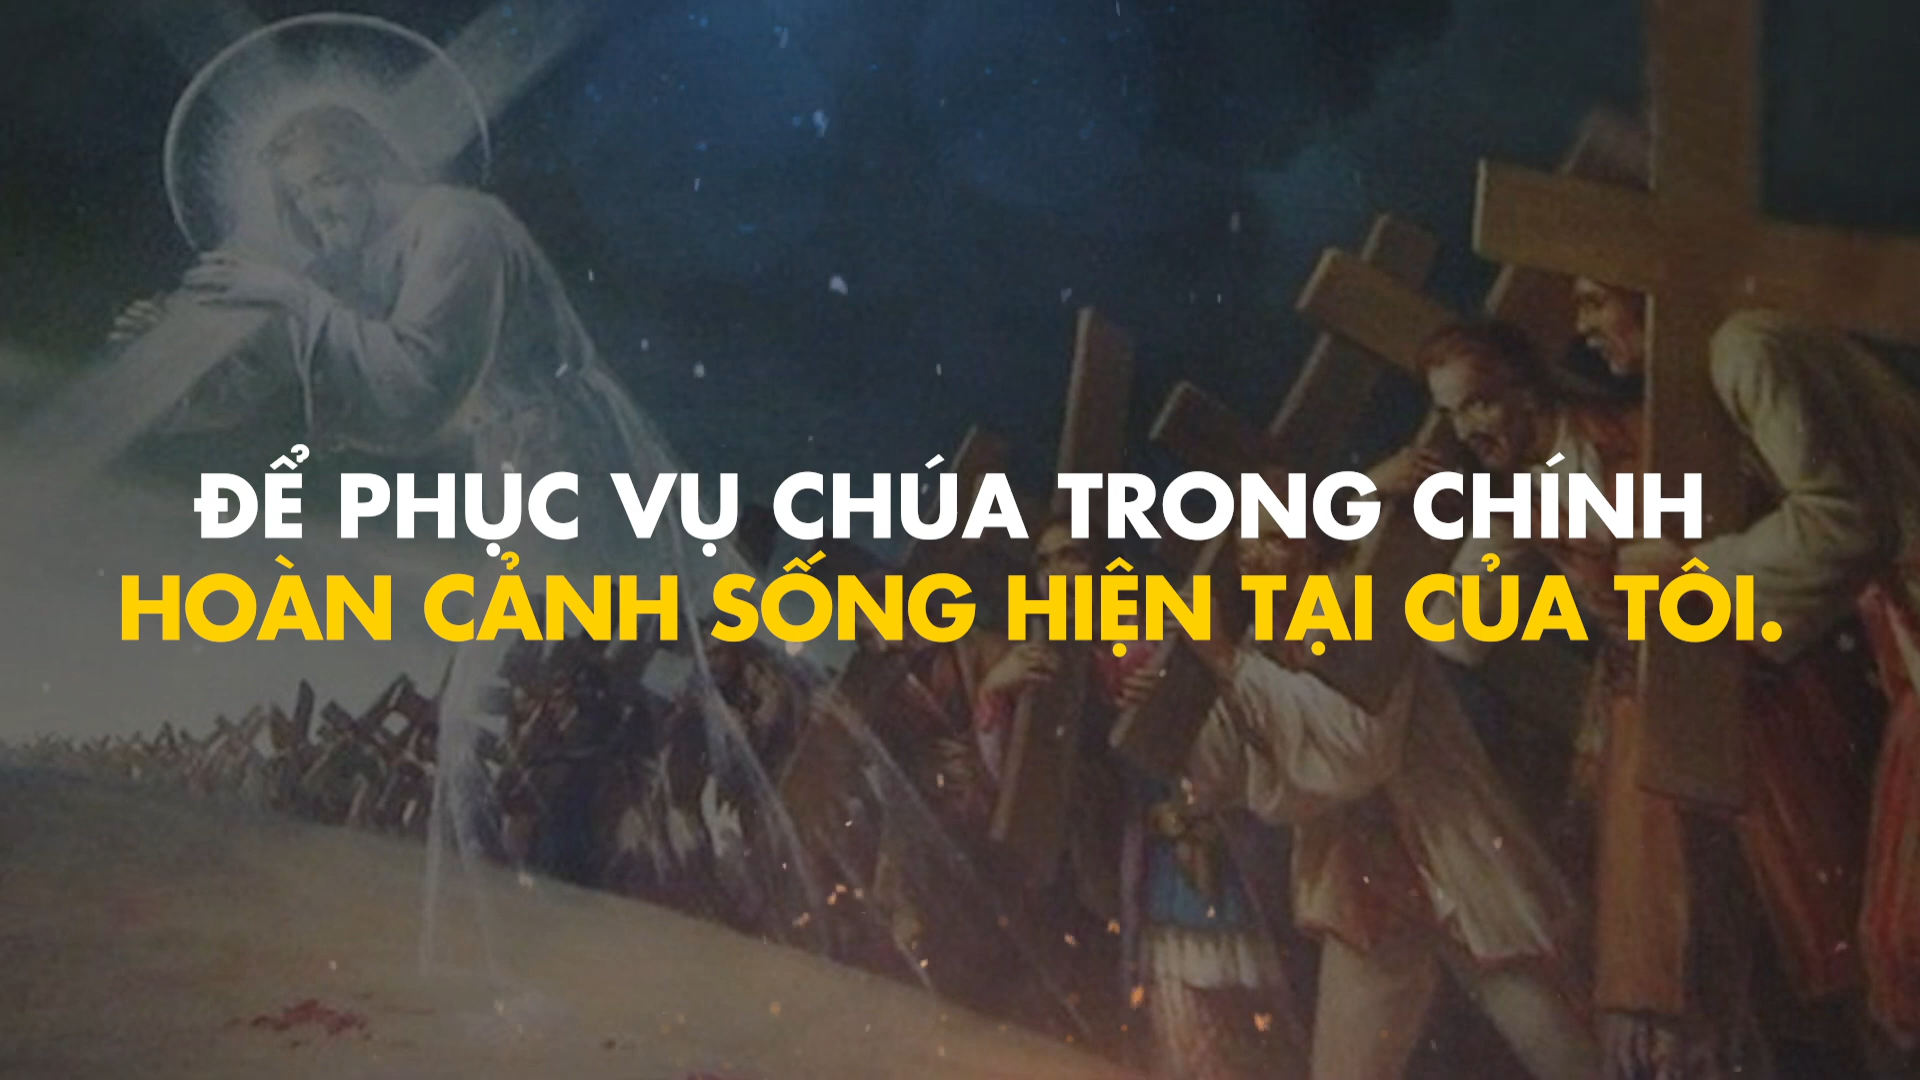 ĐỂ PHỤC VỤ CHÚA TRONG CHÍNH
HOÀN CẢNH SỐNG HIỆN TẠI CỦA TÔI.